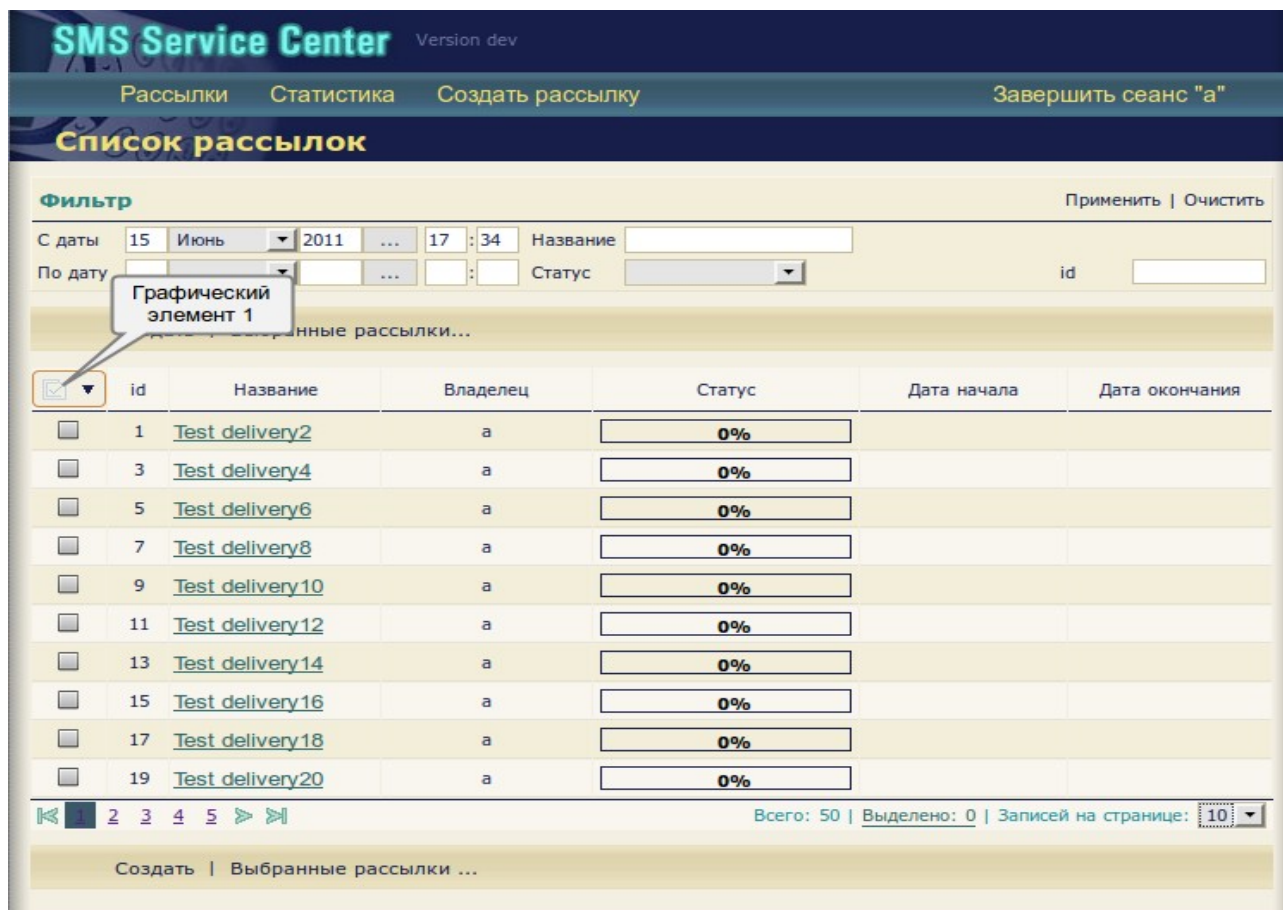 SMS Service Center Version dev
Рассылки Статистика Создать рассылку Завершить сеанс "a"
Список рассылок
Фильтр Применить | Очистить
С даты 15 Июнь 2011 ... 17 : 34 Название
По дату ... : Статус id
Графический
элемент 1
рассылки...
id Название Владелец Статус Дата начала Дата окончания
1 Test delivery2 a 0%
3 Test delivery4 a 0%
5 Test delivery6 a 0%
7 Test delivery8 a 0%
9 Test delivery10 a 0%
11 Test delivery12 a 0%
13 Test delivery14 a 0%
15 Test delivery16 a 0%
17 Test delivery18 a 0%
19 Test delivery20 a 0%
1 2 3 4 5 Всего: 50 | Выделено: 0 | Записей на странице: 10
Создать | Выбранные рассылки ...